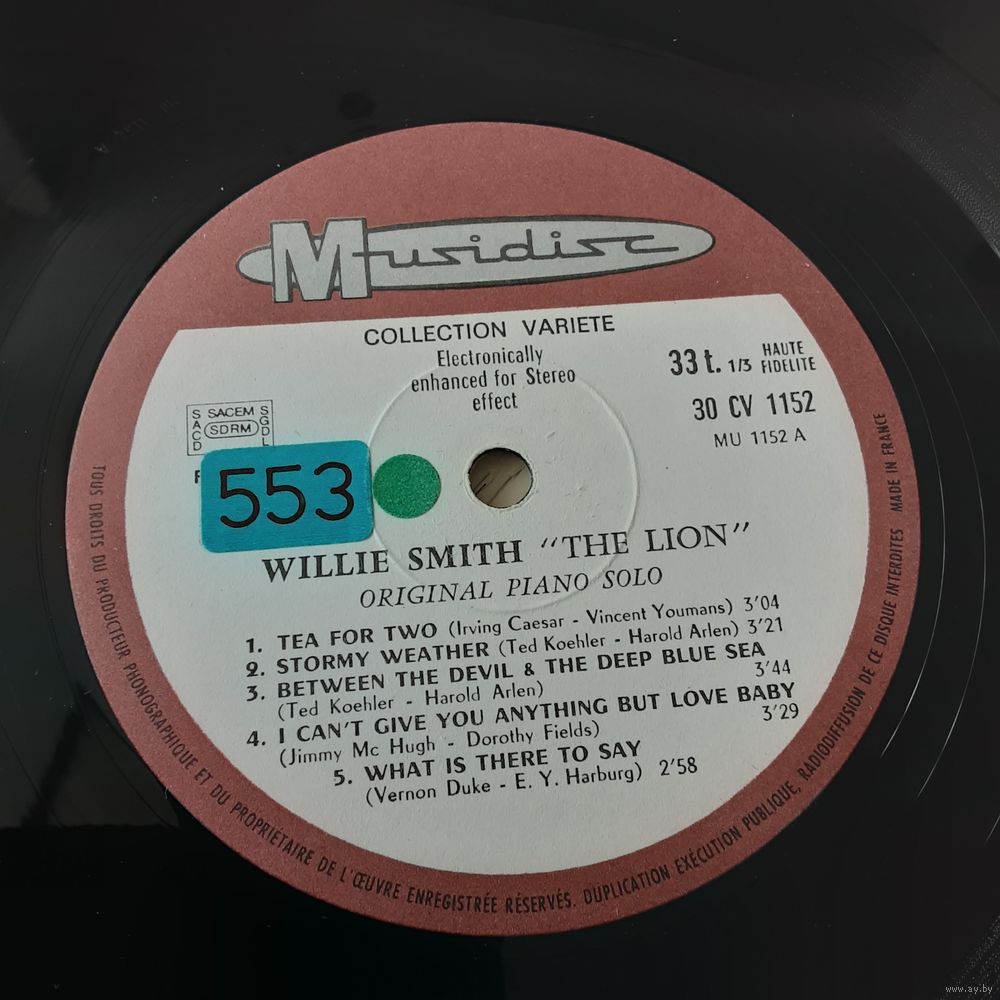 Musidisc
COLLECTION VARIETE
Electronically
enhanced for Stereo
effect
33 t. 1/3 HAUTE
FIDELITE
30 CV 1152
MU 1152 A
SACEM
SACD
SDRM
SGDL
553
WILLIE SMITH "THE LION"
ORIGINAL PIANO SOLO
1. TEA FOR TWO (Irving Caesar - Vincent Youmans) 3'04
2. STORMY WEATHER (Ted Koehler - Harold Arlen) 3'21
3. BETWEEN THE DEVIL & THE DEEP BLUE SEA
(Ted Koehler - Harold Arlen) 3'44
4. I CAN'T GIVE YOU ANYTHING BUT LOVE BABY
(Jimmy Mc Hugh - Dorothy Fields) 3'29
5. WHAT IS THERE TO SAY
(Vernon Duke - E. Y. Harburg) 2'58
TOUS DROITS DU PRODUCTEUR PHONOGRAPHIQUE ET DU PROPRIÉTAIRE DE L'ŒUVRE ENREGISTRÉE RÉSERVÉS. DUPLICATION EXÉCUTION PUBLIQUE, RADIODIFFUSION DE CE DISQUE INTERDITES MADE IN FRANCE
www.ay.by